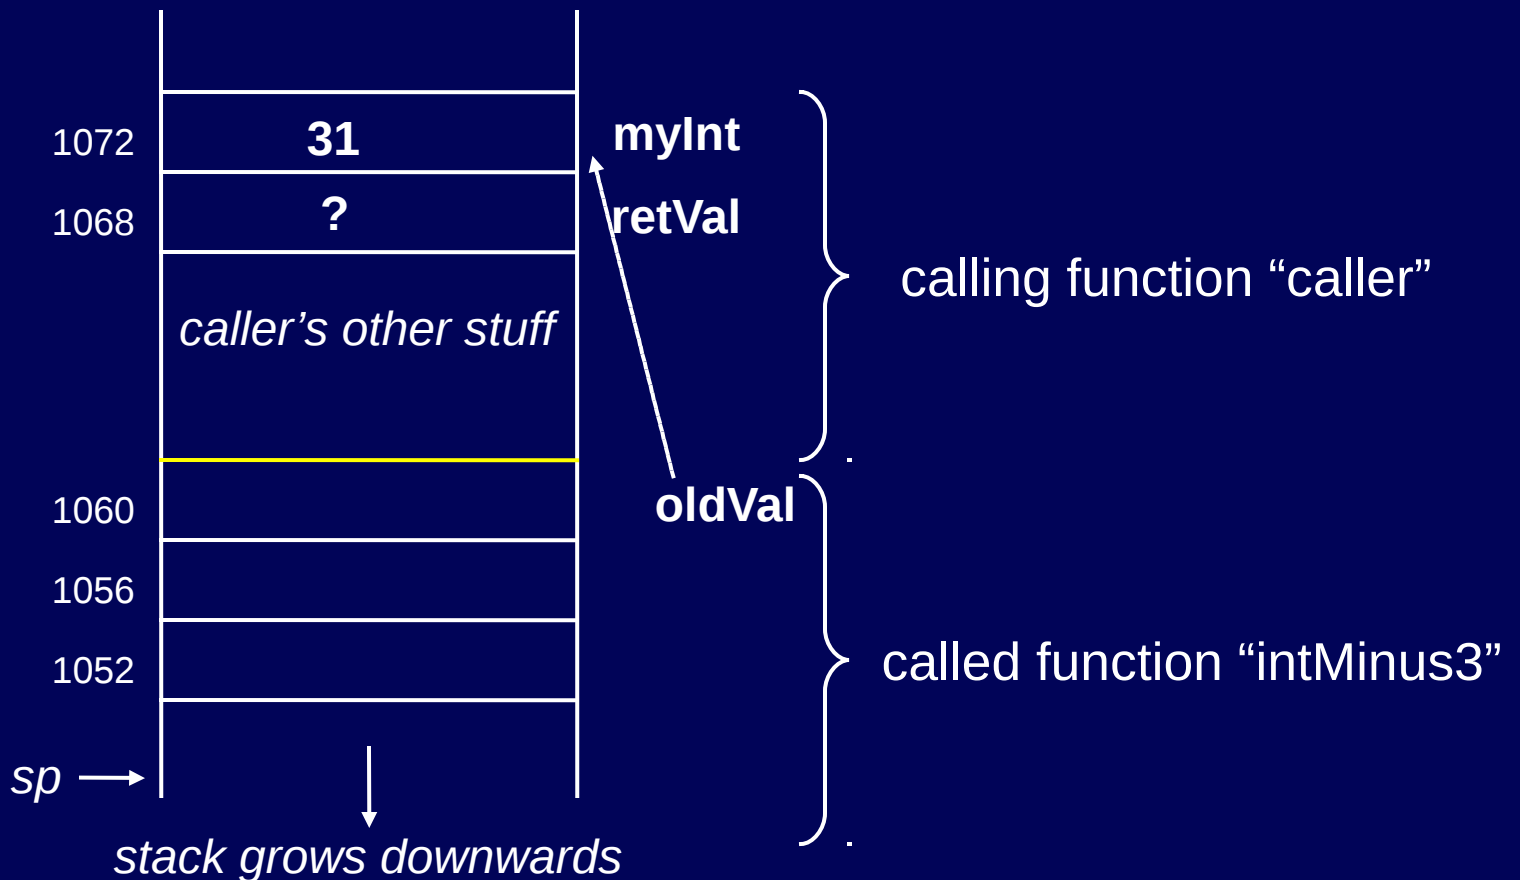 1072 31 myInt
1068 ? retVal
calling function “caller”
caller’s other stuff
1060 oldVal
1056
1052
called function “intMinus3”
sp
stack grows downwards